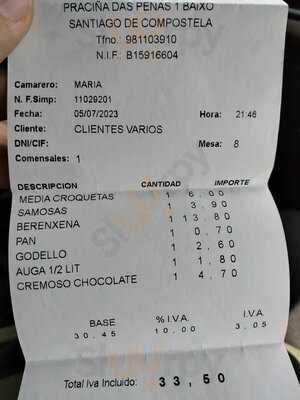 PRACIÑA DAS PENAS 1 BAIXO
SANTIAGO DE COMPOSTELA
Tfno.: 981103910
N.I.F.: B15916604
Camarero: MARIA
N. F.Simp: 11029201
Fecha: 05/07/2023 Hora: 21:46
Cliente: CLIENTES VARIOS
DNI/CIF: Mesa: 8
Comensales: 1
DESCRIPCION CANTIDAD IMPORTE
MEDIA CROQUETAS 1 6.00
SAMOSAS 1 3.90
BERENXENA 1 13.80
PAN 1 0.70
GODELLO 1 2,60
AUGA 1/2 LIT 1 1.80
CREMOSO CHOCOLATE 1 4.70
BASE % I.V.A. I.V.A.
30.45 10.00 3.05
Total Iva Incluido: 33,50